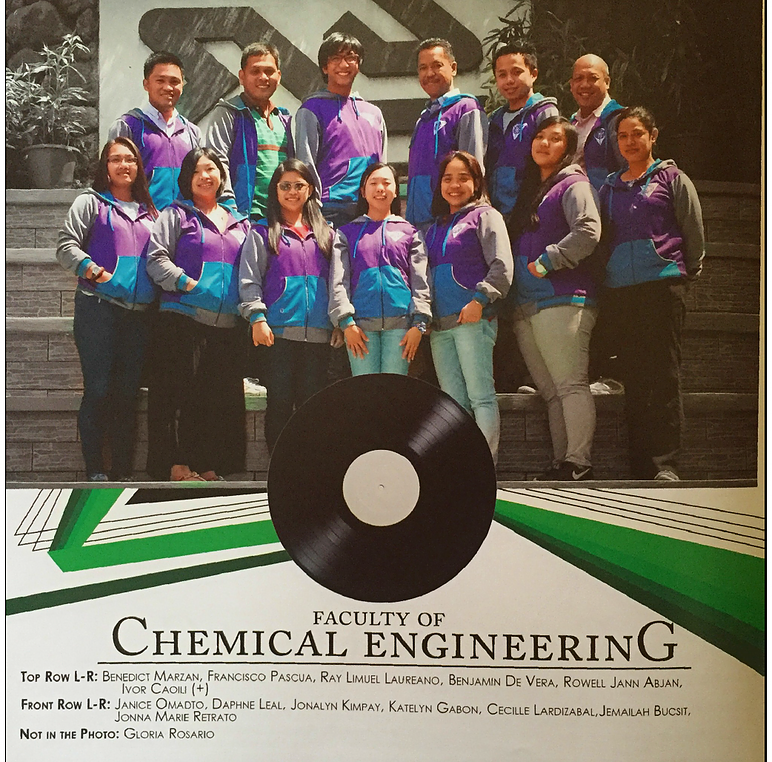 FACULTY OF
CHEMICAL ENGINEERING
TOP ROW L-R: BENEDICT MARZAN, FRANCISCO PASCUA, RAY LIMUEL LAUREANO, BENJAMIN DE VERA, ROWELL JANN ABJAN,
IVOR CAOILI (+)
FRONT ROW L-R: JANICE OMADTO, DAPHNE LEAL, JONALYN KIMPAY, KATELYN GABON, CECILLE LARDIZABAL,JEMAILAH BUCSIT,
JONNA MARIE RETRATO
NOT IN THE PHOTO: GLORIA ROSARIO